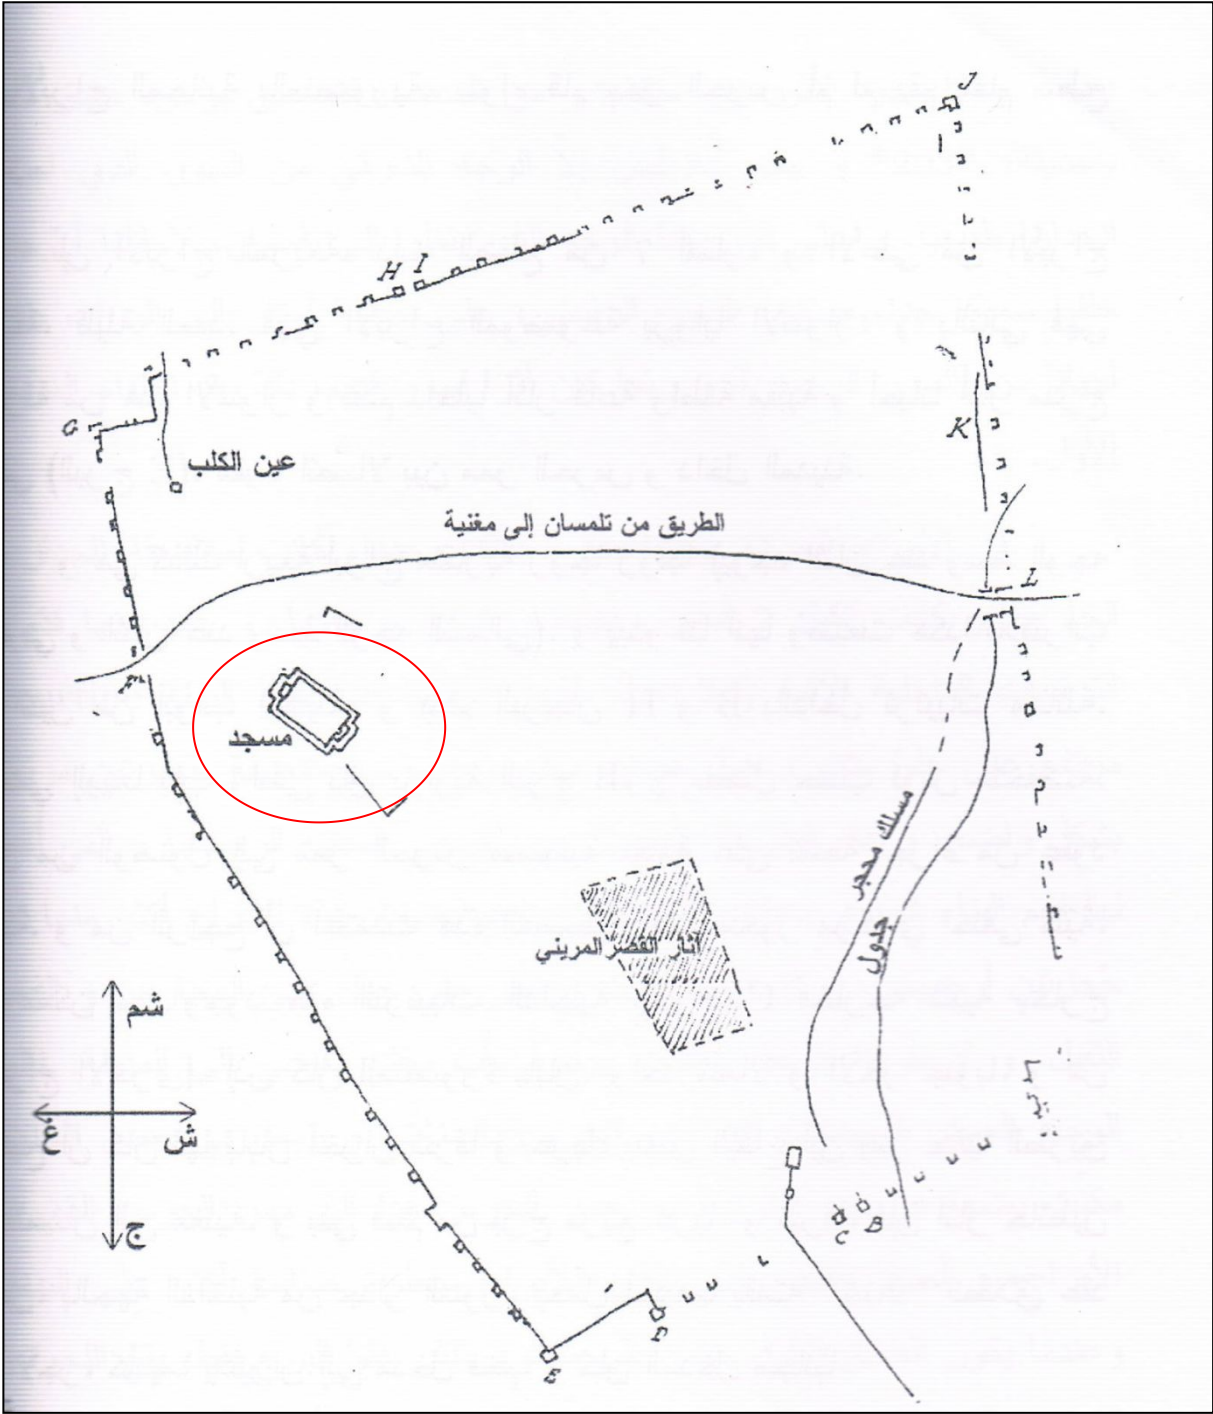 J
H I
G
عين الكلب
K
الطريق من تلمسان إلى مغنية
L
مسجد
مسلك محجر
جدول
آثار القصر المريني
شم
غ
ش
ج
C
B
E